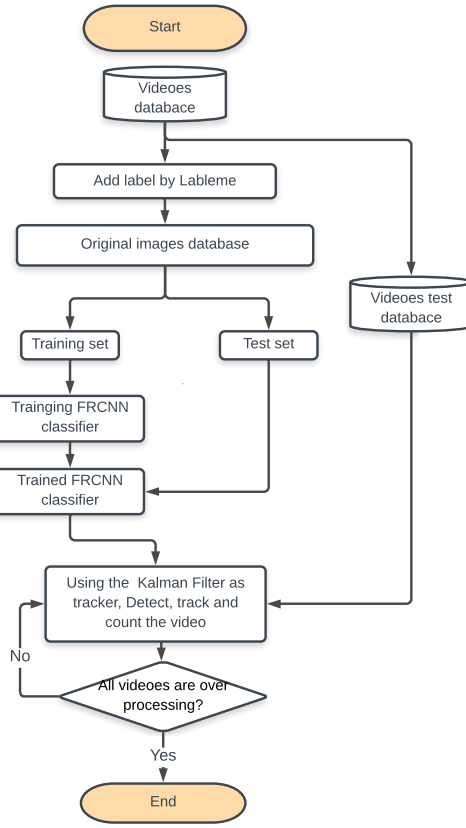 Start
Videoes
databace
Add label by Lableme
Original images database
Videoes test
databace
Training set
Test set
Trainging FRCNN
classifier
Trained FRCNN
classifier
Using the Kalman Filter as
tracker, Detect, track and
count the video
No
All videoes are over
processing?
Yes
End